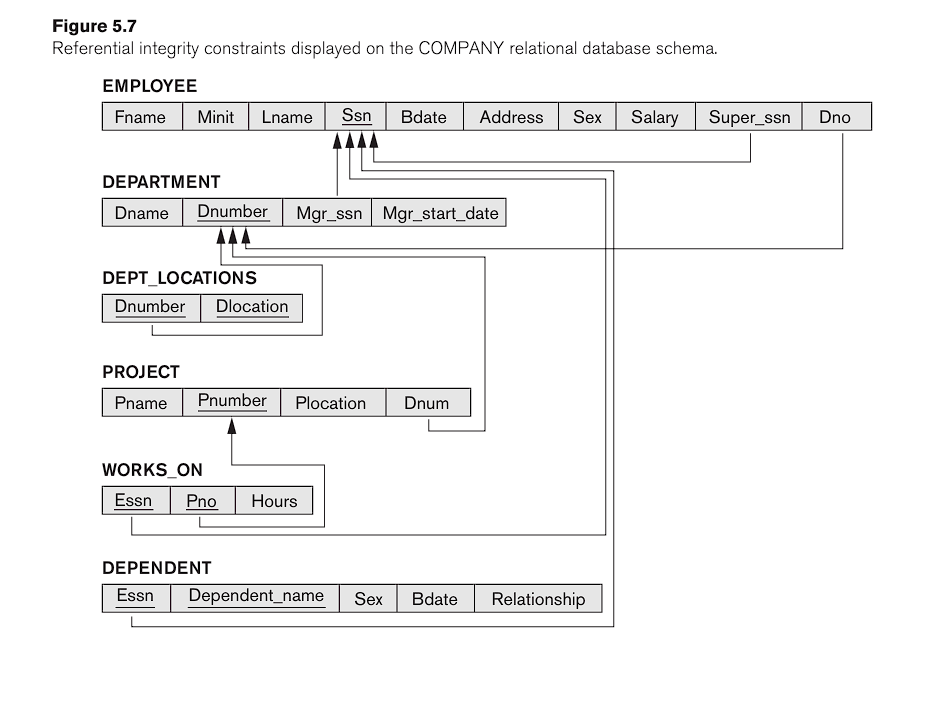 Figure 5.7
Referential integrity constraints displayed on the COMPANY relational database schema.
EMPLOYEE
Fname Minit Lname Ssn Bdate Address Sex Salary Super_ssn Dno
DEPARTMENT
Dname Dnumber Mgr_ssn Mgr_start_date
DEPT_LOCATIONS
Dnumber Dlocation
PROJECT
Pname Pnumber Plocation Dnum
WORKS_ON
Essn Pno Hours
DEPENDENT
Essn Dependent_name Sex Bdate Relationship